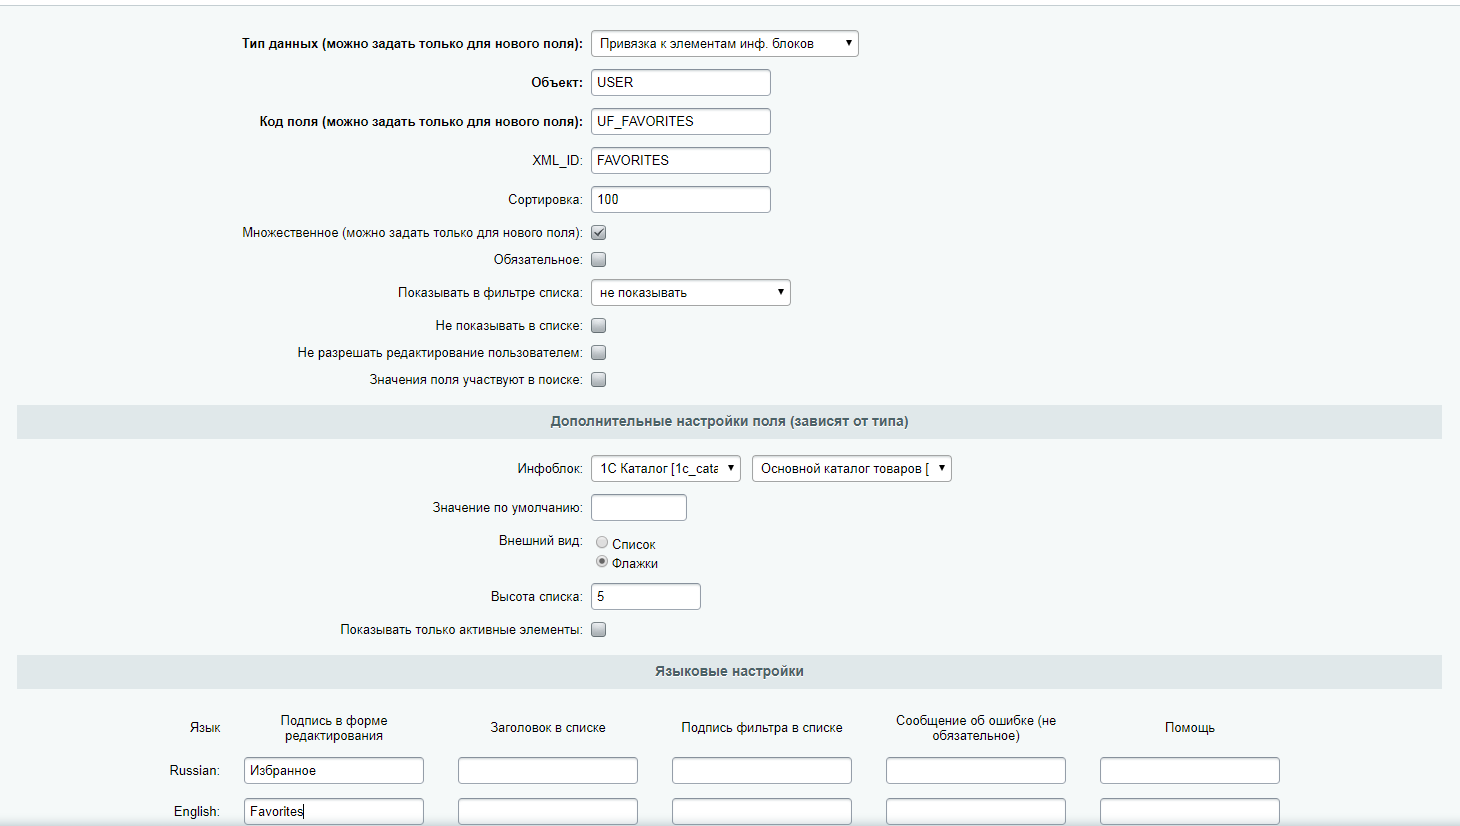 Тип данных (можно задать только для нового поля): Привязка к элементам инф. блоков
Объект: USER
Код поля (можно задать только для нового поля): UF_FAVORITES
XML_ID: FAVORITES
Сортировка: 100
Множественное (можно задать только для нового поля):
Обязательное:
Показывать в фильтре списка: не показывать
Не показывать в списке:
Не разрешать редактирование пользователем:
Значения поля участвуют в поиске:
Дополнительные настройки поля (зависят от типа)
Инфоблок: 1С Каталог [1c_cata Основной каталог товаров [
Значение по умолчанию:
Внешний вид: Список
Флажки
Высота списка: 5
Показывать только активные элементы:
Языковые настройки
Язык Подпись в форме редактирования Заголовок в списке Подпись фильтра в списке Сообщение об ошибке (не обязательное) Помощь
Russian: Избранное
English: Favorites